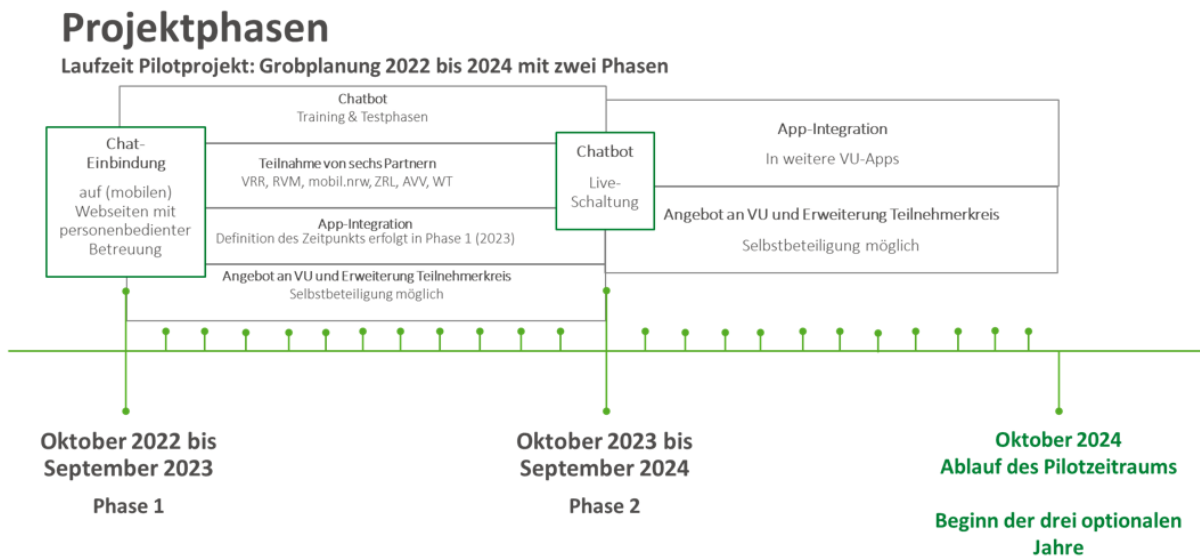 Projektphasen
Laufzeit Pilotprojekt: Grobplanung 2022 bis 2024 mit zwei Phasen
Chat-
Einbindung
auf (mobilen)
Webseiten mit
personenbedienter
Betreuung
Chatbot
Training & Testphasen
Teilnahme von sechs Partnern
VRR, RVM, mobil.nrw, ZRL, AVV, WT
App-Integration
Definition des Zeitpunkts erfolgt in Phase 1 (2023)
Angebot an VU und Erweiterung Teilnehmerkreis
Selbstbeteiligung möglich
Chatbot
Live-
Schaltung
App-Integration
In weitere VU-Apps
Angebot an VU und Erweiterung Teilnehmerkreis
Selbstbeteiligung möglich
Oktober 2022 bis
September 2023
Phase 1
Oktober 2023 bis
September 2024
Phase 2
Oktober 2024
Ablauf des Pilotzeitraums
Beginn der drei optionalen
Jahre